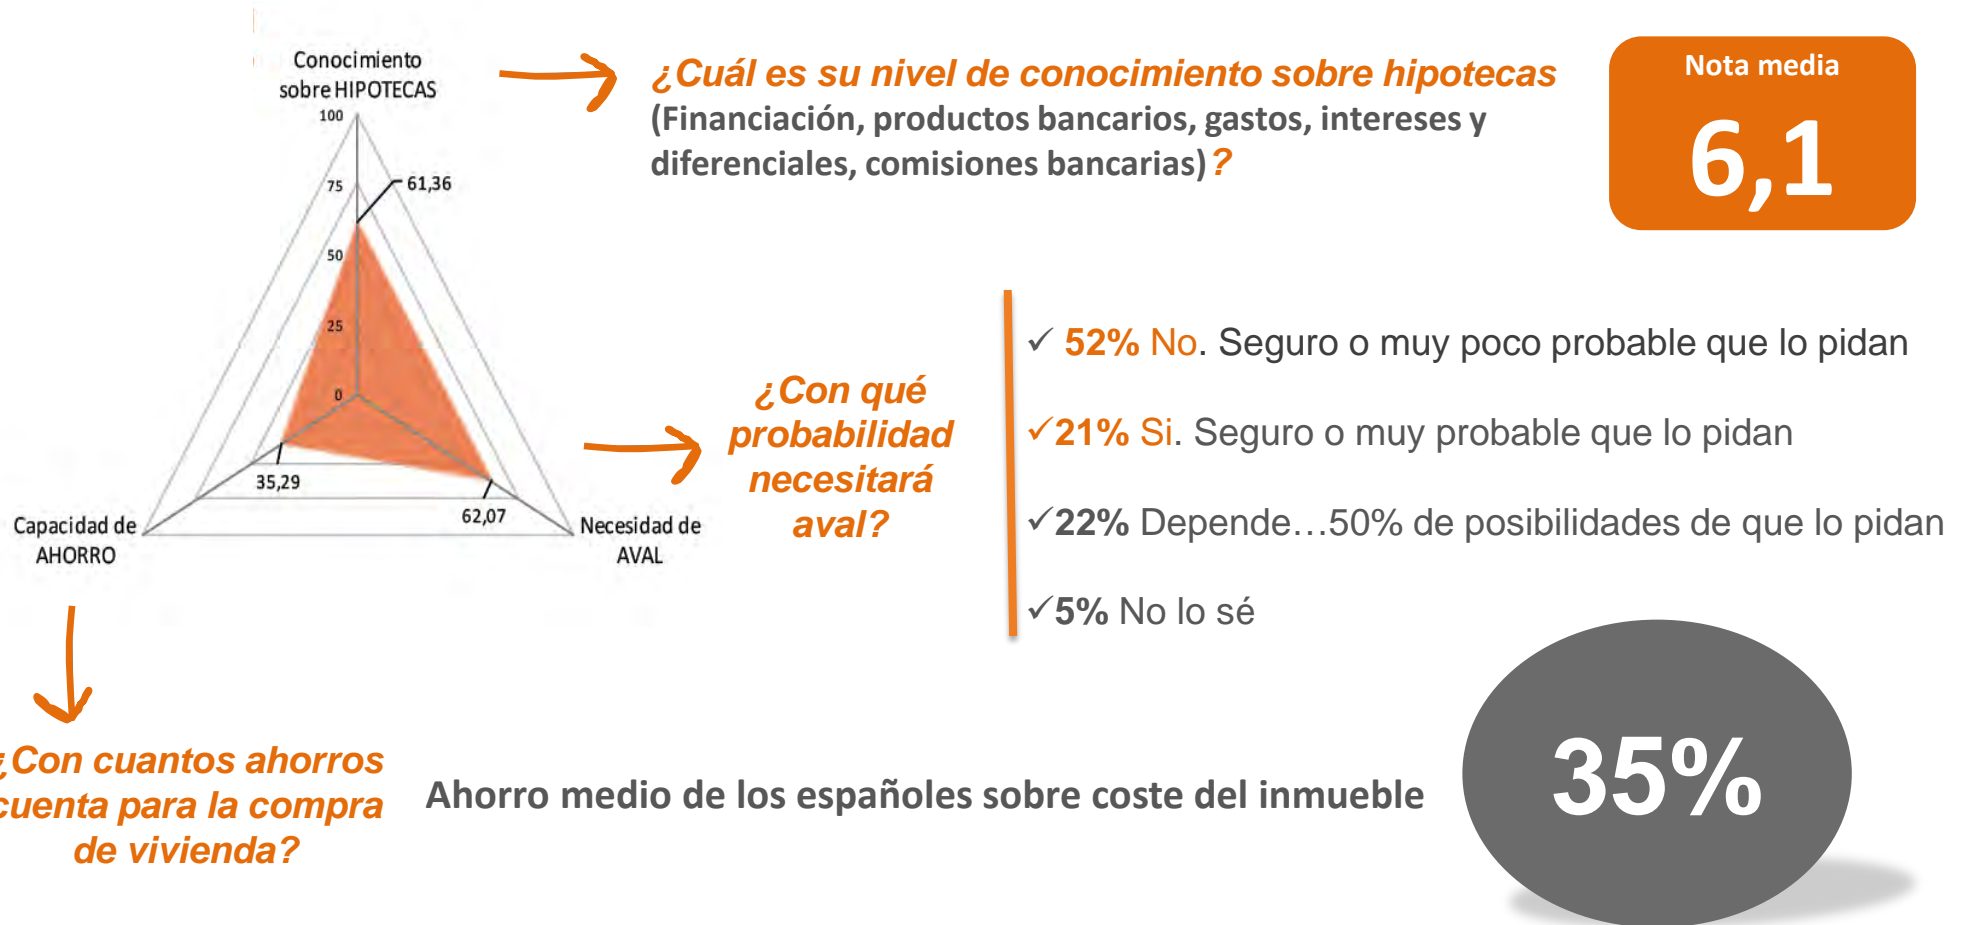 Conocimiento
sobre HIPOTECAS
100
75
50
25
0
61,36
35,29
62,07
Capacidad de
AHORRO
Necesidad de
AVAL
¿Cuál es su nivel de conocimiento sobre hipotecas
(Financiación, productos bancarios, gastos, intereses y
diferenciales, comisiones bancarias)?
Nota media
6,1
¿Con qué
probabilidad
necesitará
aval?
✓ 52% No. Seguro o muy poco probable que lo pidan
✓21% Si. Seguro o muy probable que lo pidan
✓22% Depende…50% de posibilidades de que lo pidan
✓5% No lo sé
¿Con cuantos ahorros
cuenta para la compra
de vivienda?
Ahorro medio de los españoles sobre coste del inmueble
35%